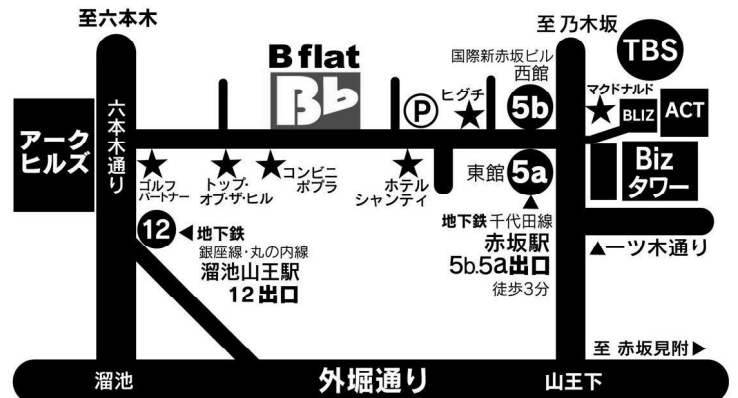 至六本木
至乃木坂
TBS
B flat
Bb
国際新赤坂ビル
西館
5b
マクドナルド
BLIZ
ACT
ヒグチ
P
六本木通り
アーク
ヒルズ
Biz
タワー
東館
5a
ゴルフ
パートナー
トップ・
オブ・ザ・ヒル
コンビニ
ポプラ
ホテル
シャンティ
12
◀地下鉄
銀座線・丸の内線
溜池山王駅
12出口
地下鉄千代田線
赤坂駅
5b.5a出口
徒歩3分
▲一ツ木通り
至 赤坂見附▶
溜池
外堀通り
山王下